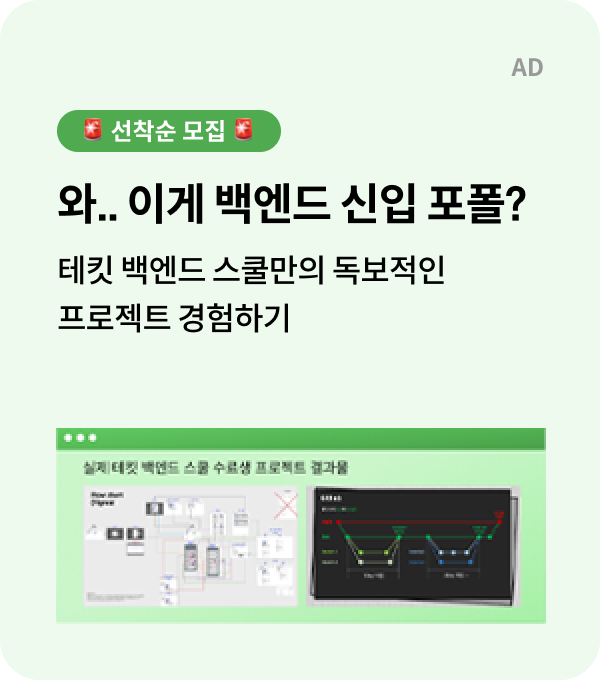 AD
🚨 선착순 모집 🚨
와.. 이게 백엔드 신입 포폴?
테킷 백엔드 스쿨만의 독보적인
프로젝트 경험하기
실제 테킷 백엔드 스쿨 수료생 프로젝트 결과물